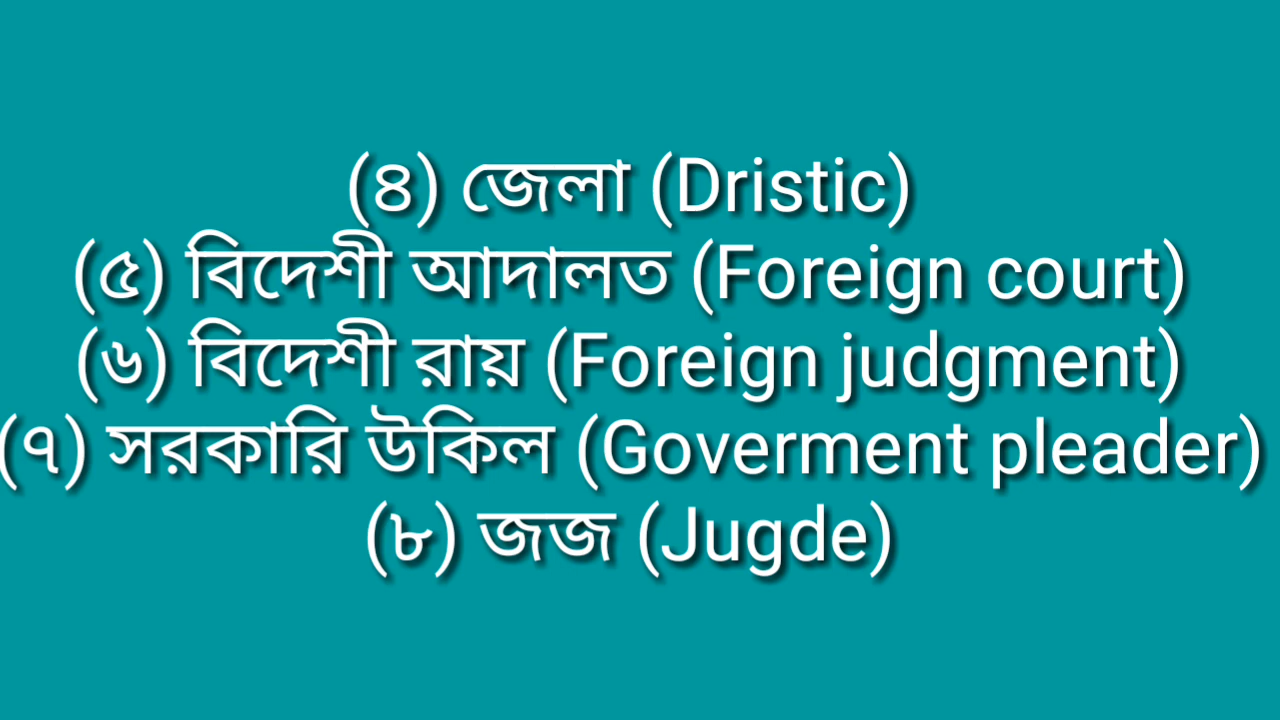 (৪) জেলা (Dristic)
(৫) বিদেশী আদালত (Foreign court)
(৬) বিদেশী রায় (Foreign judgment)
(৭) সরকারি উকিল (Goverment pleader)
(৮) জজ (Jugde)